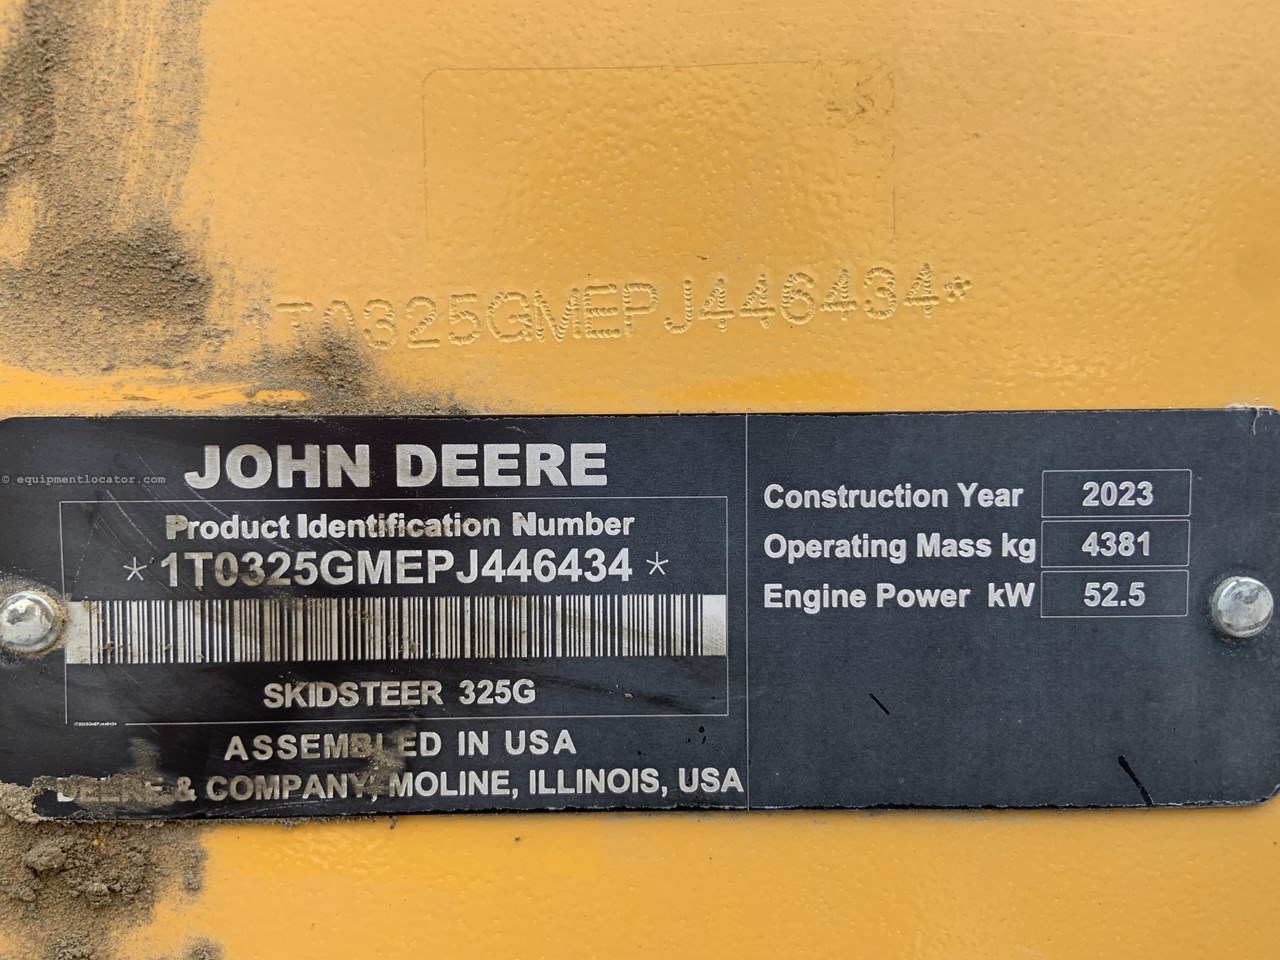 T0325GMEPJ446434*
JOHN DEERE
© equipmentlocator.com
Product Identification Number
*1T0325GMEPJ446434*
SKIDSTEER 325G
1T0325GMEPJ446434
ASSEMBLED IN USA
DEERE & COMPANY, MOLINE, ILLINOIS, USA
Construction Year 2023
Operating Mass kg 4381
Engine Power kW 52.5